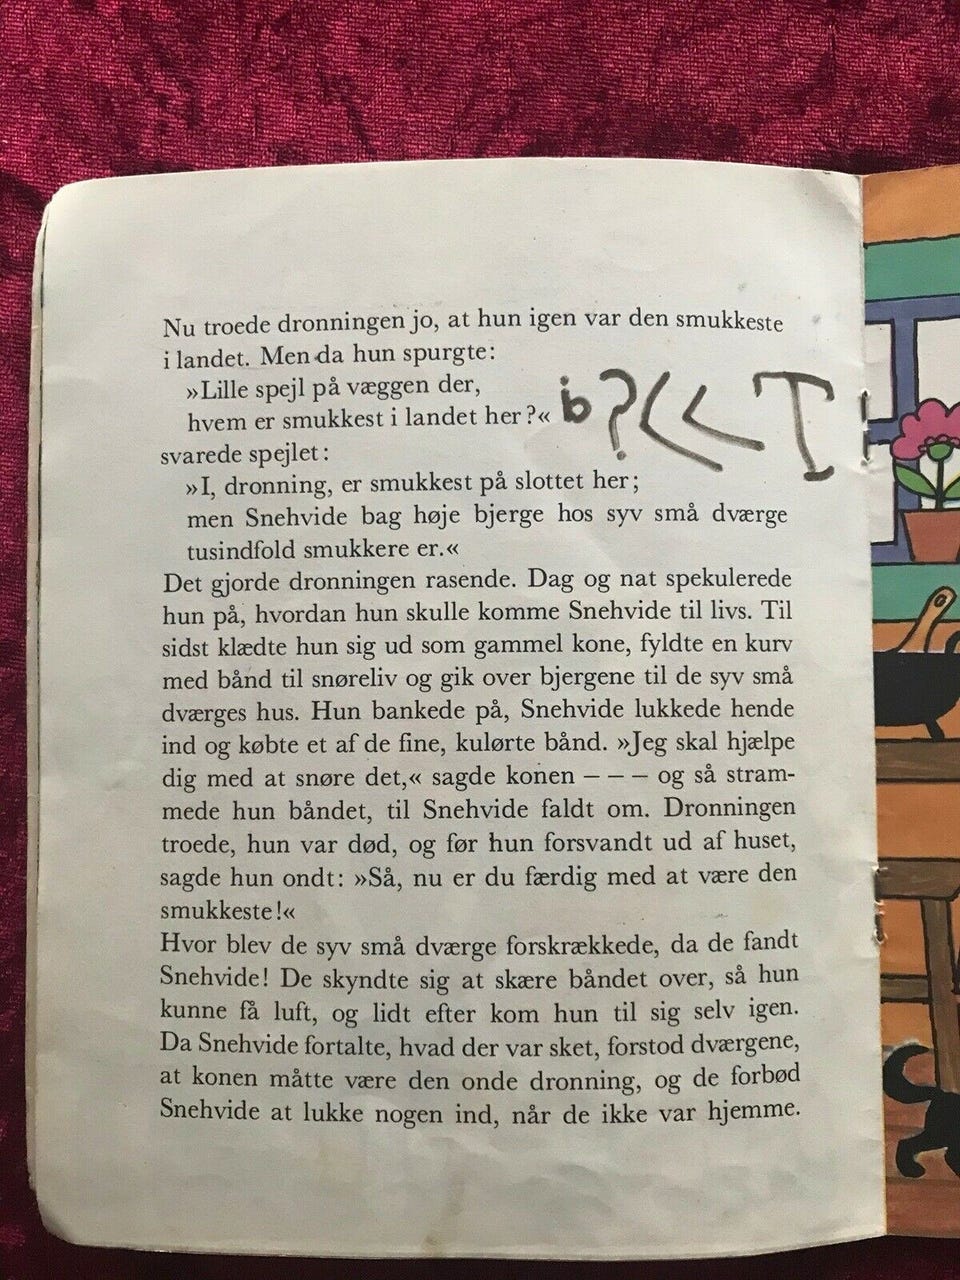 Nu troede dronningen jo, at hun igen var den smukkeste
i landet. Men da hun spurgte:
»Lille spejl på væggen der,
hvem er smukkest i landet her?«
svarede spejlet:
»I, dronning, er smukkest på slottet her;
men Snehvide bag høje bjerge hos syv små dværge
tusindfold smukkere er.«
Det gjorde dronningen rasende. Dag og nat spekulerede
hun på, hvordan hun skulle komme Snehvide til livs. Til
sidst klædte hun sig ud som gammel kone, fyldte en kurv
med bånd til snøreliv og gik over bjergene til de syv små
dværges hus. Hun bankede på, Snehvide lukkede hende
ind og købte et af de fine, kulørte bånd. »Jeg skal hjælpe
dig med at snøre det,« sagde konen – – – og så stram-
mede hun båndet, til Snehvide faldt om. Dronningen
troede, hun var død, og før hun forsvandt ud af huset,
sagde hun ondt: »Så, nu er du færdig med at være den
smukkeste!«
Hvor blev de syv små dværge forskrækkede, da de fandt
Snehvide! De skyndte sig at skære båndet over, så hun
kunne få luft, og lidt efter kom hun til sig selv igen.
Da Snehvide fortalte, hvad der var sket, forstod dværgene,
at konen måtte være den onde dronning, og de forbød
Snehvide at lukke nogen ind, når de ikke var hjemme.